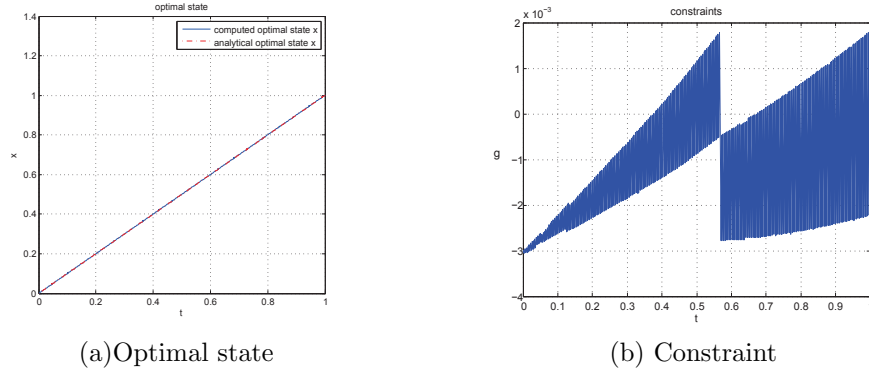 optimal state
1.4
1.2
1.0
0.8
0.6
0.4
0.2
0
x
0
0.2
0.4
0.6
0.8
1
t
computed optimal state x
analytical optimal state x
(a)Optimal state
constraints
x 10⁻³
2
1
0
−1
−2
−3
−4
g
0
0.1
0.2
0.3
0.4
0.5
0.6
0.7
0.8
0.9
t
(b) Constraint